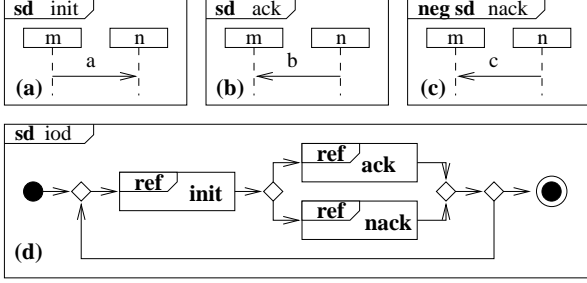 sd init
m n
a
(a)
sd ack
m n
b
(b)
neg sd nack
m n
c
(c)
sd iod
ref init
ref ack
ref nack
(d)